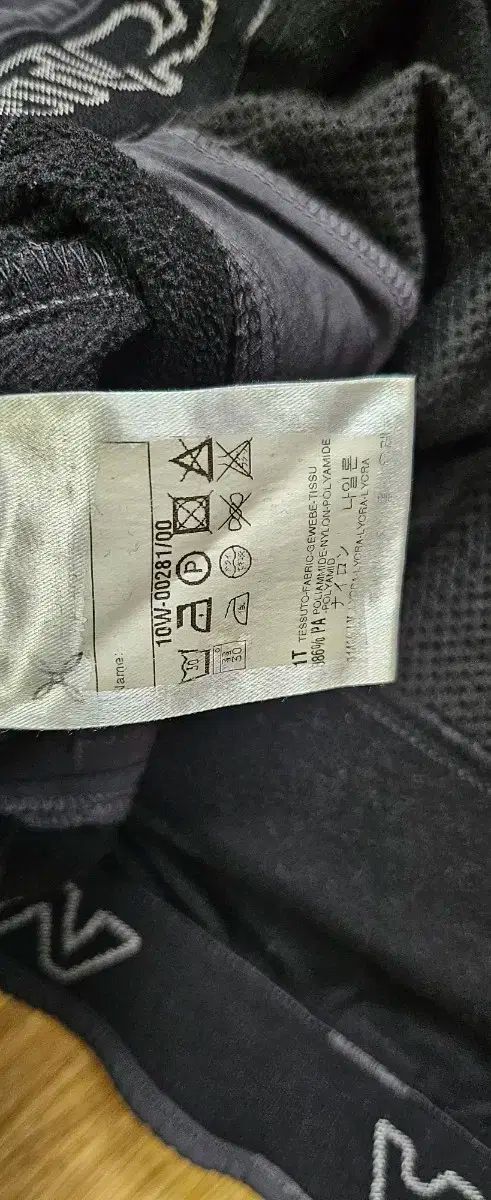 Name:
10W-00281/00
P
30
1T
TESSUTO-FABRIC-GEWEBE-TISSU
86% PA POLIAMMIDE-NYLON-POLYAMIDE
-POLYAMID
ナイロン 나일론
-LYCRA-LYCRA